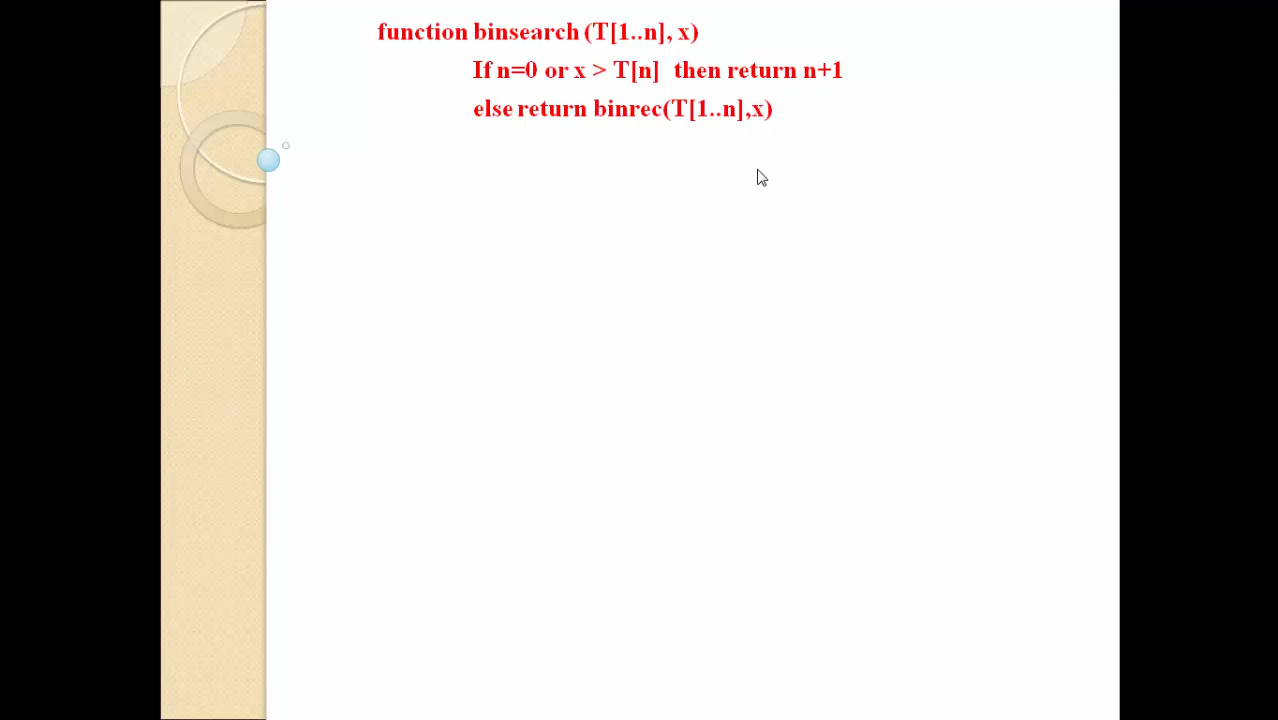 function binsearch (T[1..n], x)
If n=0 or x > T[n] then return n+1
else return binrec(T[1..n],x)